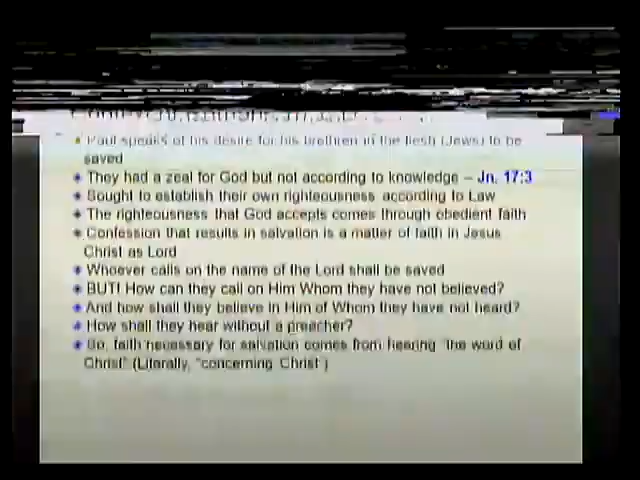 Paul speaks of his desire for his brethren in the flesh (Jews) to be
saved
They had a zeal for God but not according to knowledge – Jn. 17:3
Sought to establish their own righteousness according to Law
The righteousness that God accepts comes through obedient faith
Confession that results in salvation is a matter of faith in Jesus
Christ as Lord
Whoever calls on the name of the Lord shall be saved
BUT! How can they call on Him Whom they have not believed?
And how shall they believe in Him of Whom they have not heard?
How shall they hear without a preacher?
So, faith necessary for salvation comes from hearing "the word of
Christ" (Literally, "concerning Christ")